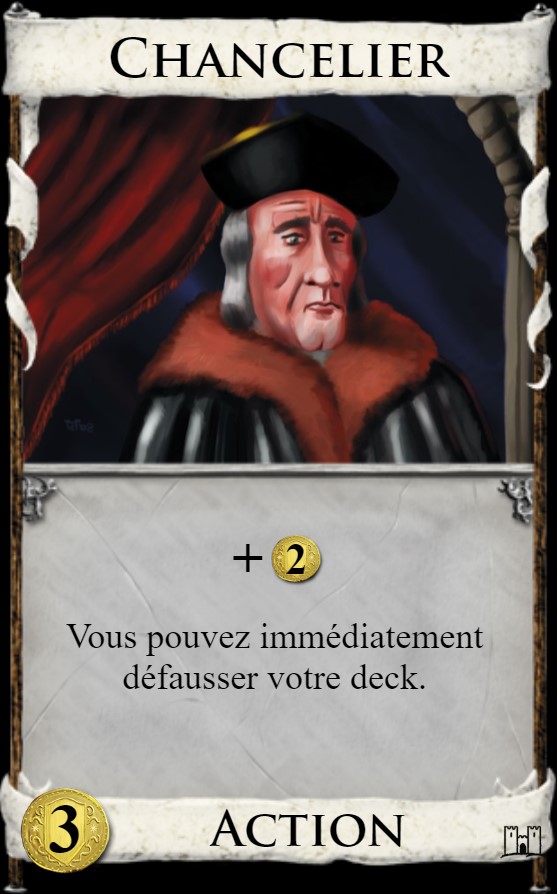 Chancelier
+2
Vous pouvez immédiatement
défausser votre deck.
3
Action